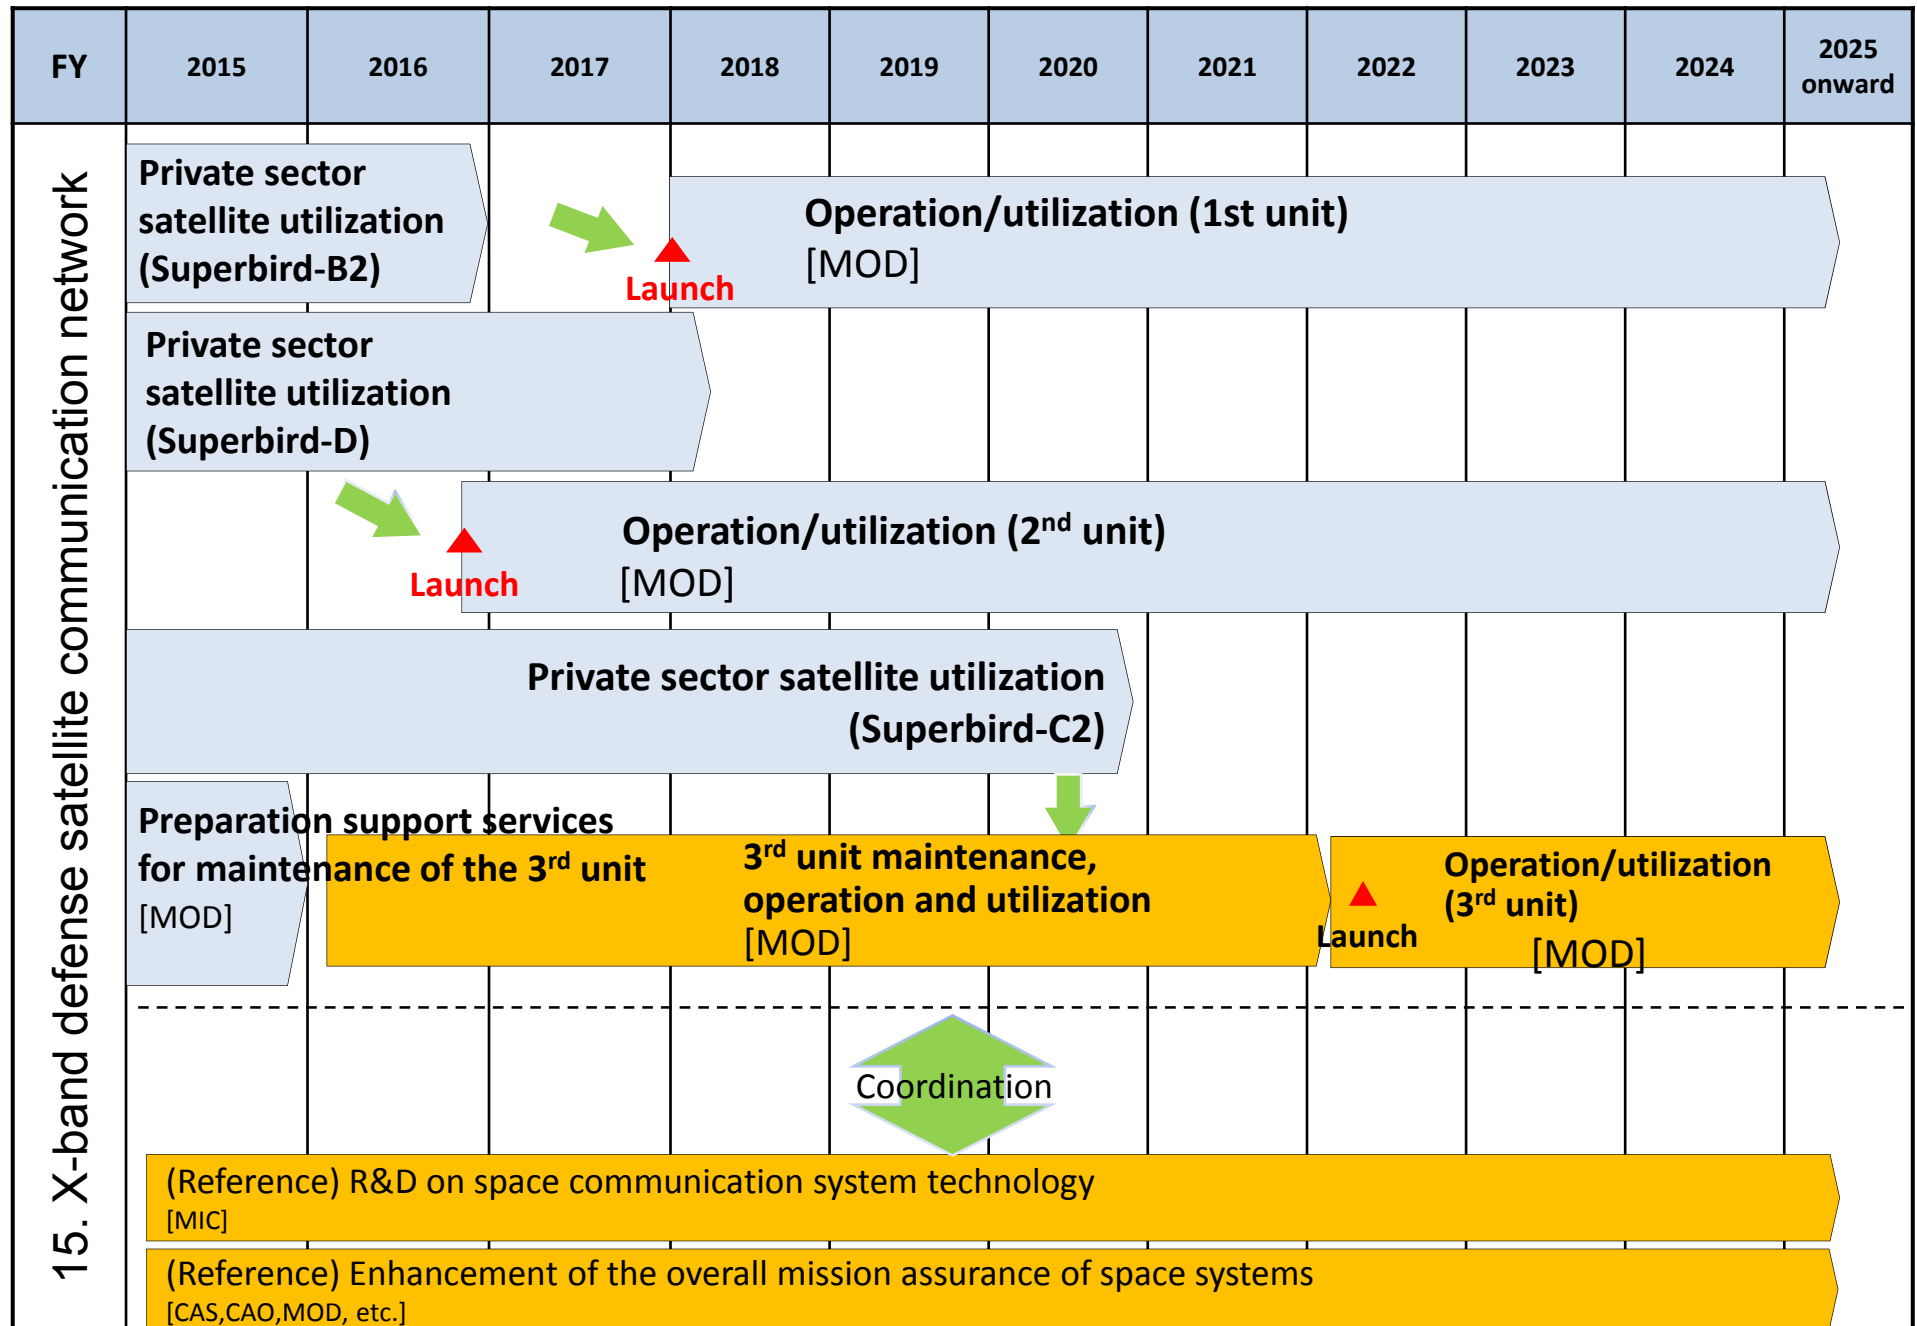 FY
2015
2016
2017
2018
2019
2020
2021
2022
2023
2024
2025
onward
15. X-band defense satellite communication network
Private sector
satellite utilization
(Superbird-B2)
Launch
Operation/utilization (1st unit)
[MOD]
Private sector
satellite utilization
(Superbird-D)
Launch
Operation/utilization (2nd unit)
[MOD]
Private sector satellite utilization
(Superbird-C2)
Preparation support services
for maintenance of the 3rd unit
[MOD]
3rd unit maintenance,
operation and utilization
[MOD]
Launch
Operation/utilization
(3rd unit)
[MOD]
Coordination
(Reference) R&D on space communication system technology
[MIC]
(Reference) Enhancement of the overall mission assurance of space systems
[CAS,CAO,MOD, etc.]